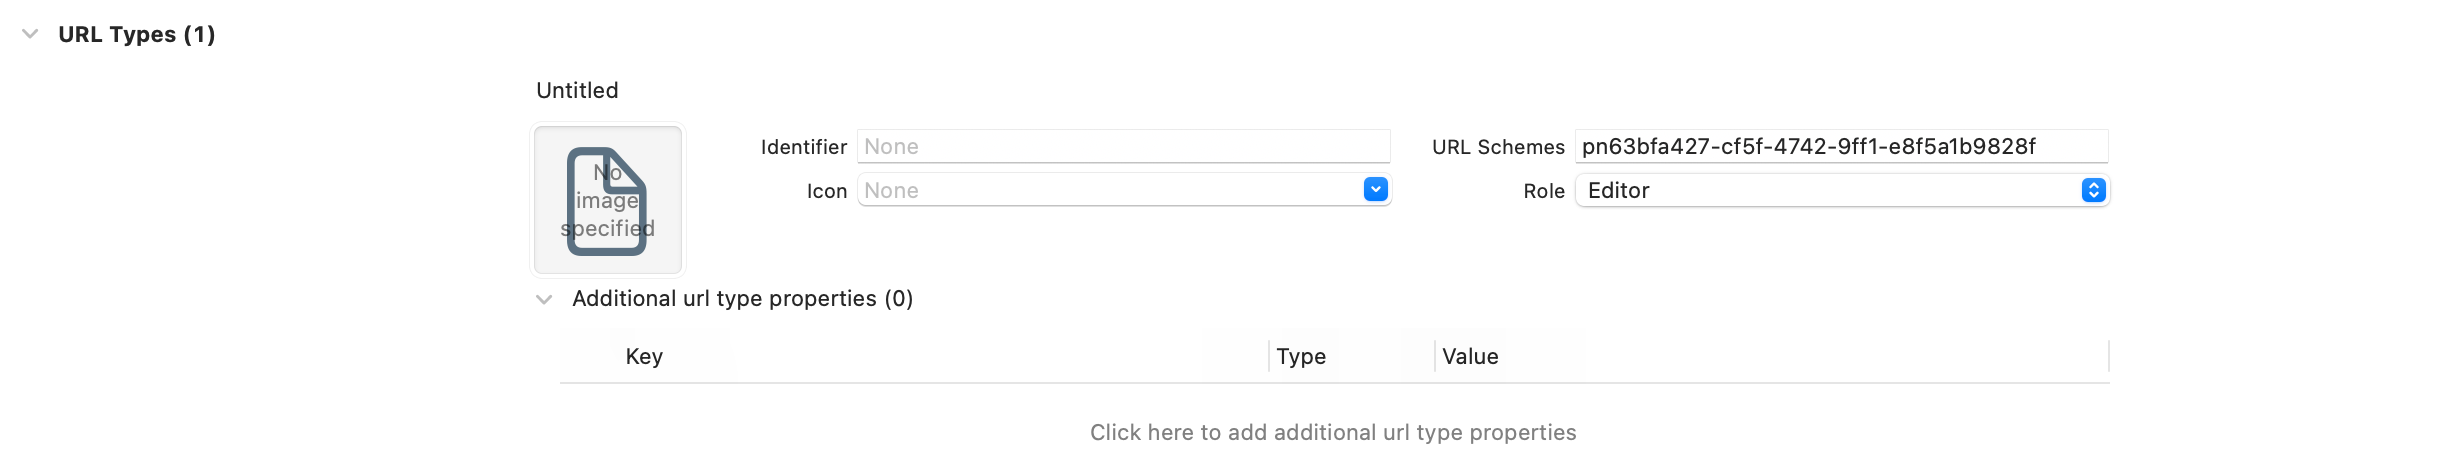 URL Types (1)
Untitled
No
image
specified
Identifier None
URL Schemes pn63bfa427-cf5f-4742-9ff1-e8f5a1b9828f
Icon None
Role Editor
Additional url type properties (0)
Key Type Value
Click here to add additional url type properties